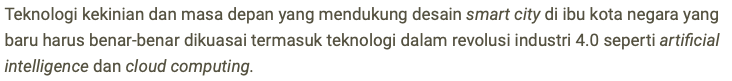 Teknologi kekinian dan masa depan yang mendukung desain smart city di ibu kota negara yang
baru harus benar-benar dikuasai termasuk teknologi dalam revolusi industri 4.0 seperti artificial
intelligence dan cloud computing.